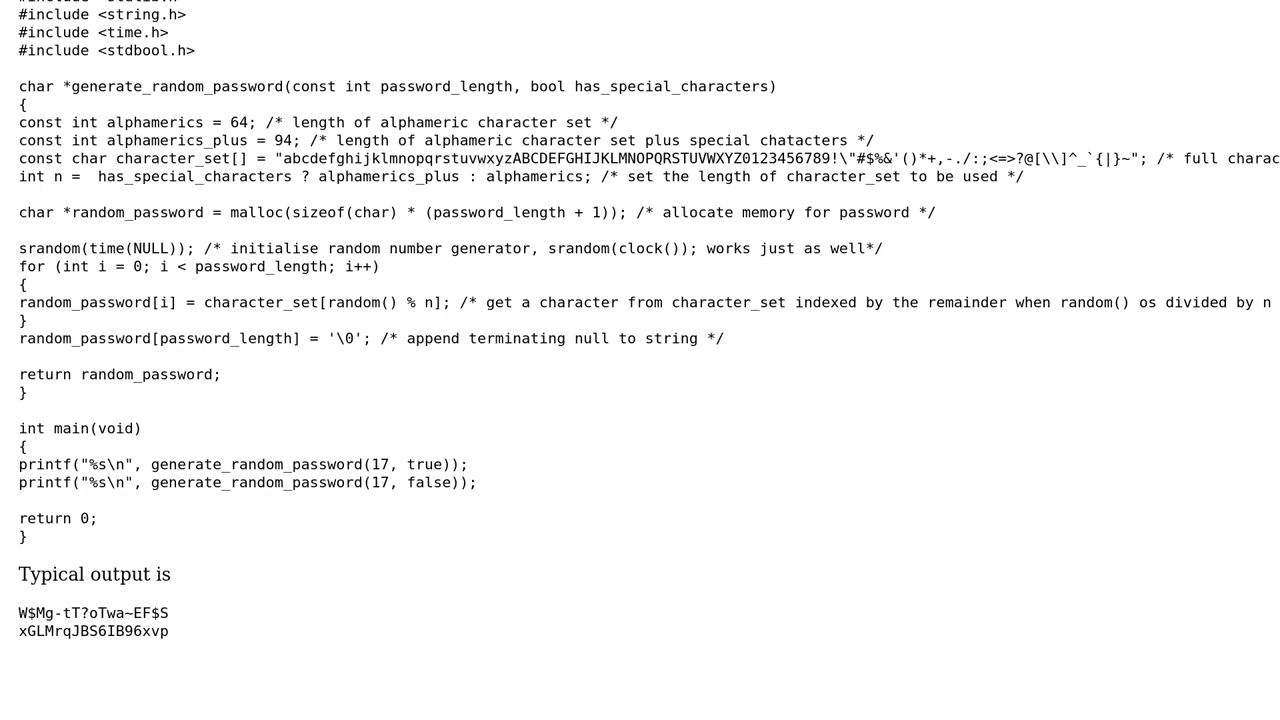 #include <stdlib.h>
#include <string.h>
#include <time.h>
#include <stdbool.h>
char *generate_random_password(const int password_length, bool has_special_characters)
{
const int alphamerics = 64; /* length of alphameric character set */
const int alphamerics_plus = 94; /* length of alphameric character set plus special chatacters */
const char character_set[] = "abcdefghijklmnopqrstuvwxyzABCDEFGHIJKLMNOPQRSTUVWXYZ0123456789!\"#$%&'()*+,-./:;<=>?@[\\]^_`{|}~"; /* full charac
int n =  has_special_characters ? alphamerics_plus : alphamerics; /* set the length of character_set to be used */
char *random_password = malloc(sizeof(char) * (password_length + 1)); /* allocate memory for password */
srandom(time(NULL)); /* initialise random number generator, srandom(clock()); works just as well*/
for (int i = 0; i < password_length; i++)
{
random_password[i] = character_set[random() % n]; /* get a character from character_set indexed by the remainder when random() os divided by n
}
random_password[password_length] = '\0'; /* append terminating null to string */
return random_password;
}
int main(void)
{
printf("%s\n", generate_random_password(17, true));
printf("%s\n", generate_random_password(17, false));
return 0;
}
Typical output is
W$Mg-tT?oTwa~EF$S
xGLMrqJBS6IB96xvp